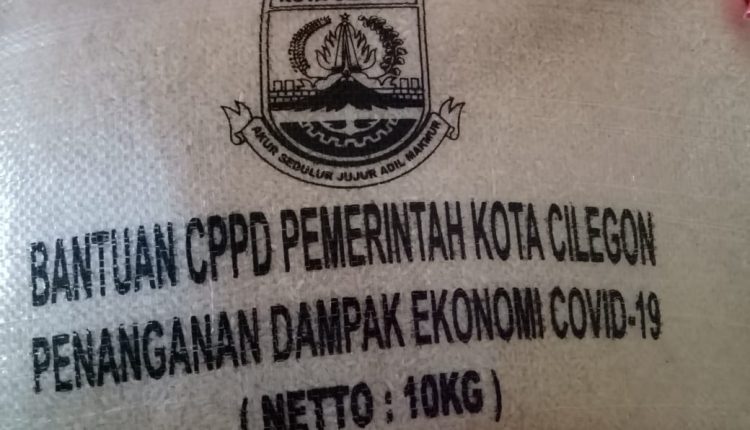 AKUR SEDULUR JUJUR ADIL MAKMUR
BANTUAN CPPD PEMERINTAH KOTA CILEGON
PENANGANAN DAMPAK EKONOMI COVID-19
( NETTO : 10KG )